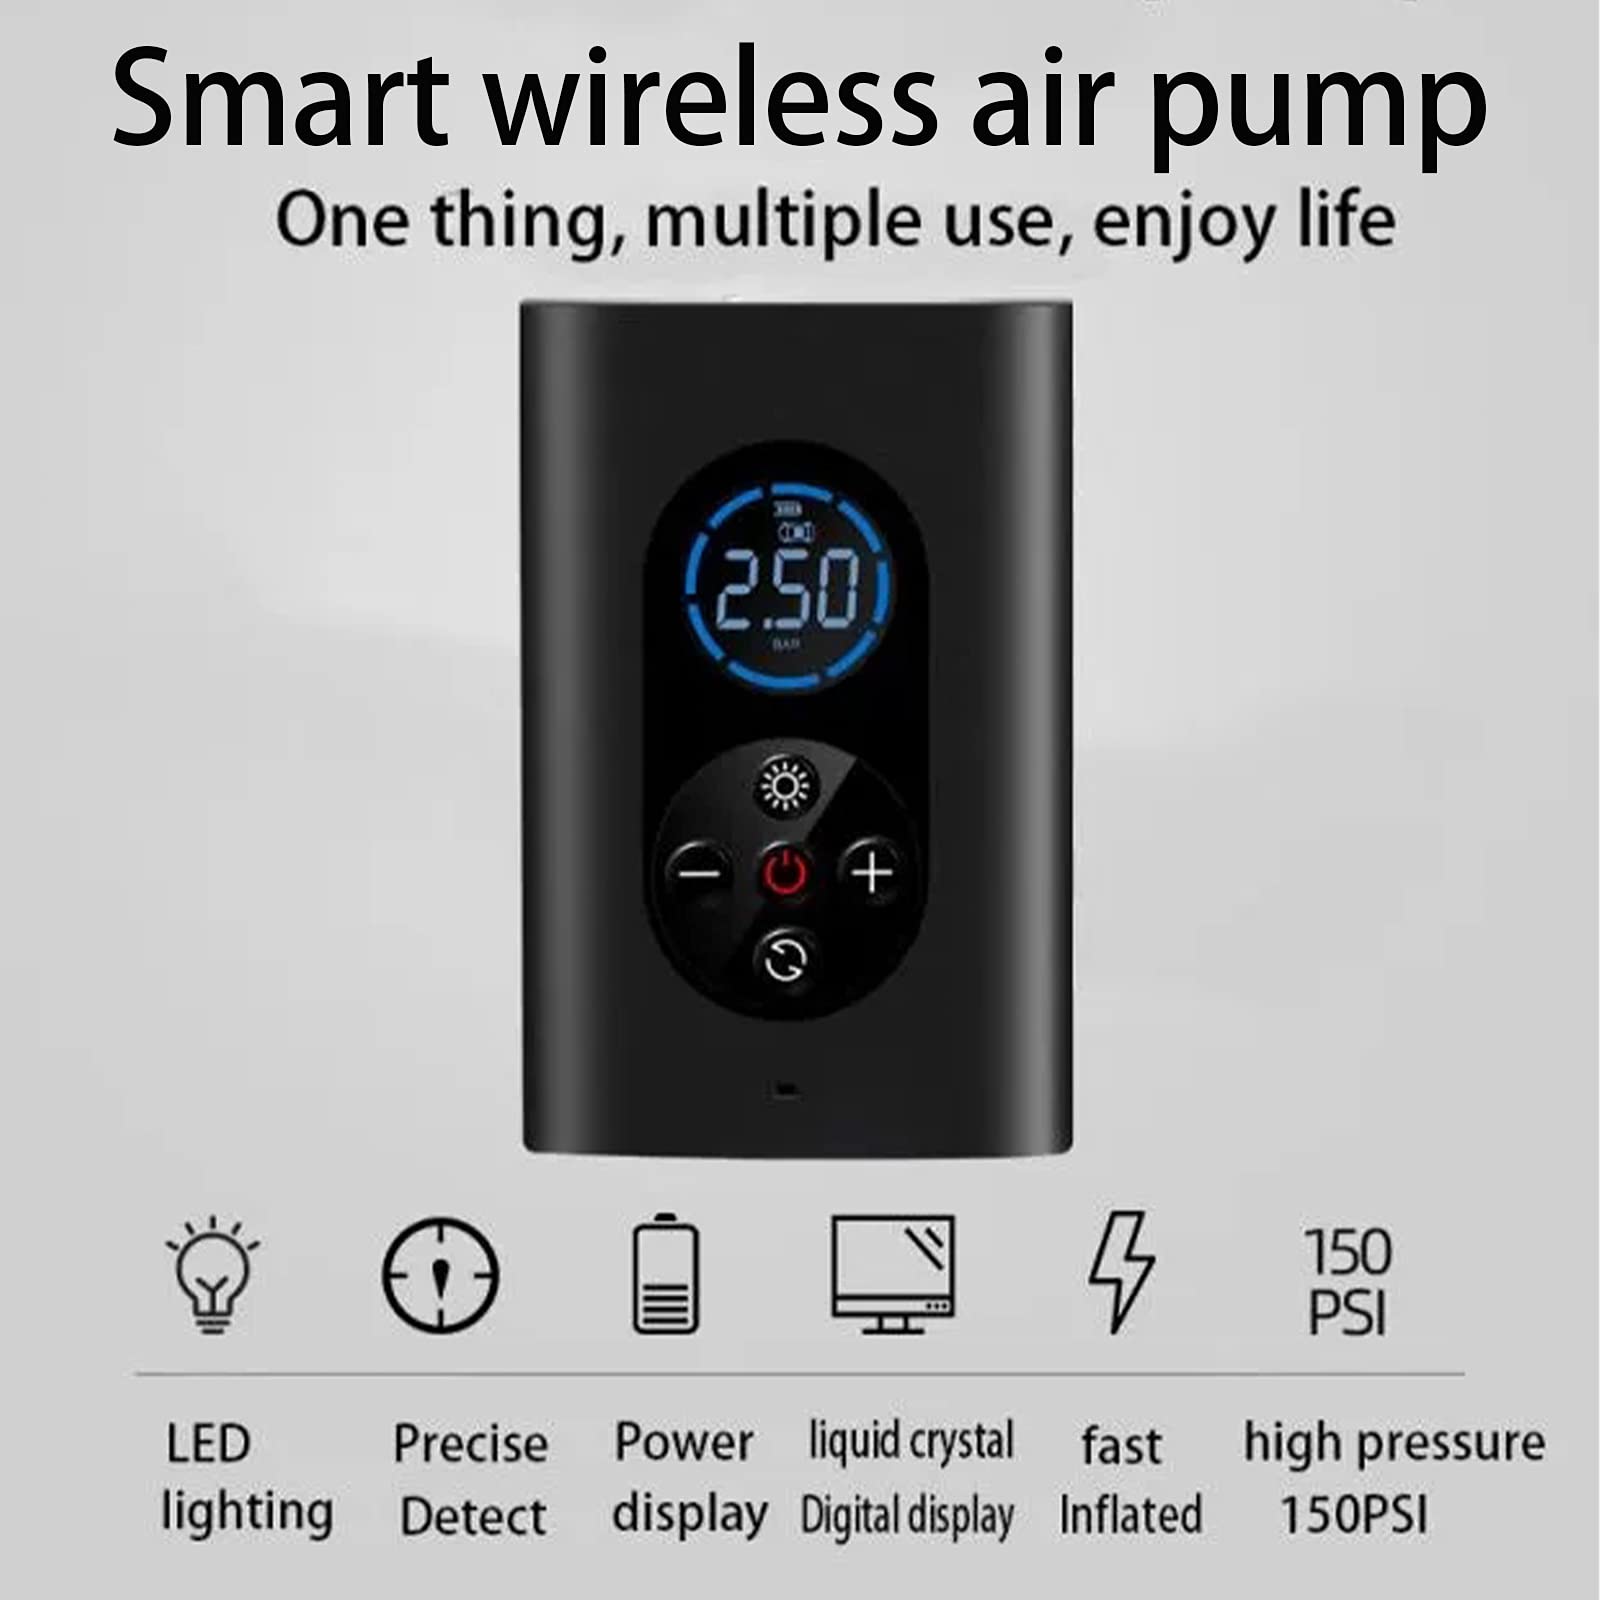 Smart wireless air pump
One thing, multiple use, enjoy life
2.50
BAR
150
PSI
LED
lighting
Precise
Detect
Power
display
liquid crystal
Digital display
fast
Inflated
high pressure
150PSI